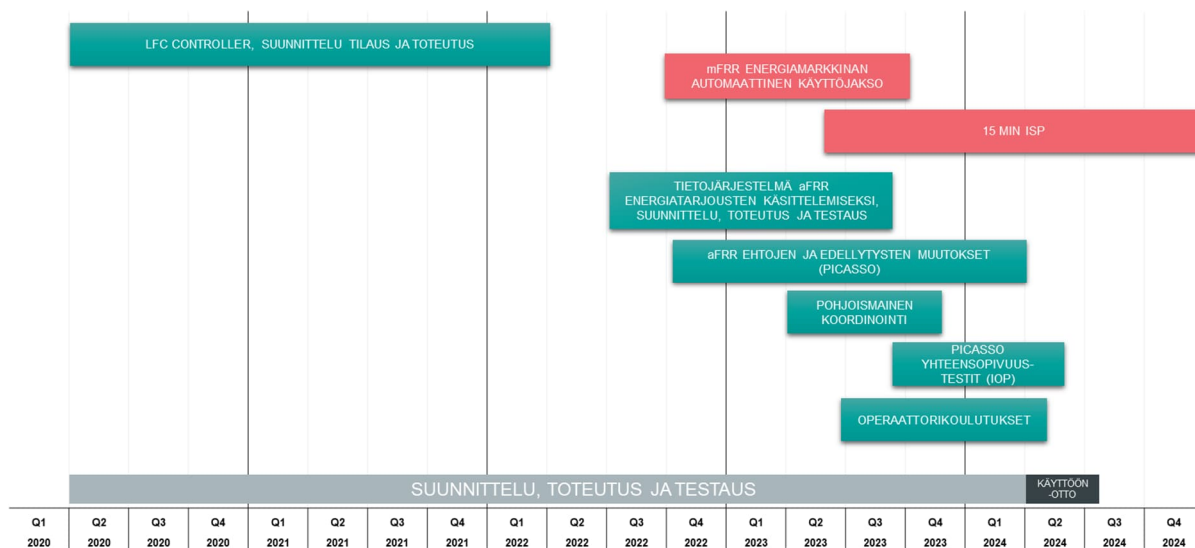 LFC CONTROLLER, SUUNNITTELU TILAUS JA TOTEUTUS
mFRR ENERGIAMARKKINAN
AUTOMAATTINEN KÄYTTÖJAKSO
15 MIN ISP
TIETOJÄRJESTELMÄ aFRR
ENERGIATARJOUSTEN KÄSITTELEMISEKSI,
SUUNNITTELU, TOTEUTUS JA TESTAUS
aFRR EHTOJEN JA EDELLYTYSTEN MUUTOKSET
(PICASSO)
POHJOISMAINEN
KOORDINOINTI
PICASSO
YHTEENSOPIVUUS-
TESTIT (IOP)
OPERAATTORIKOULUTUKSET
SUUNNITTELU, TOTEUTUS JA TESTAUS
KÄYTTÖÖN
-OTTO
Q1 Q2 Q3 Q4 Q1 Q2 Q3 Q4 Q1 Q2 Q3 Q4 Q1 Q2 Q3 Q4 Q1 Q2 Q3 Q4
2020 2020 2020 2020 2021 2021 2021 2021 2022 2022 2022 2022 2023 2023 2023 2023 2024 2024 2024 2024